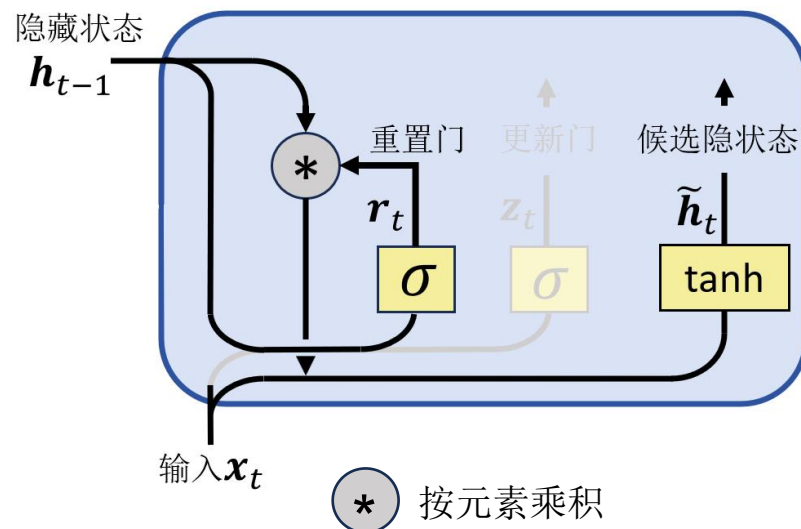 隐藏状态
h_{t-1}
*
重置门
更新门
候选隐状态
r_t
z_t
h̃_t
σ
σ
tanh
输入x_t
* 按元素乘积